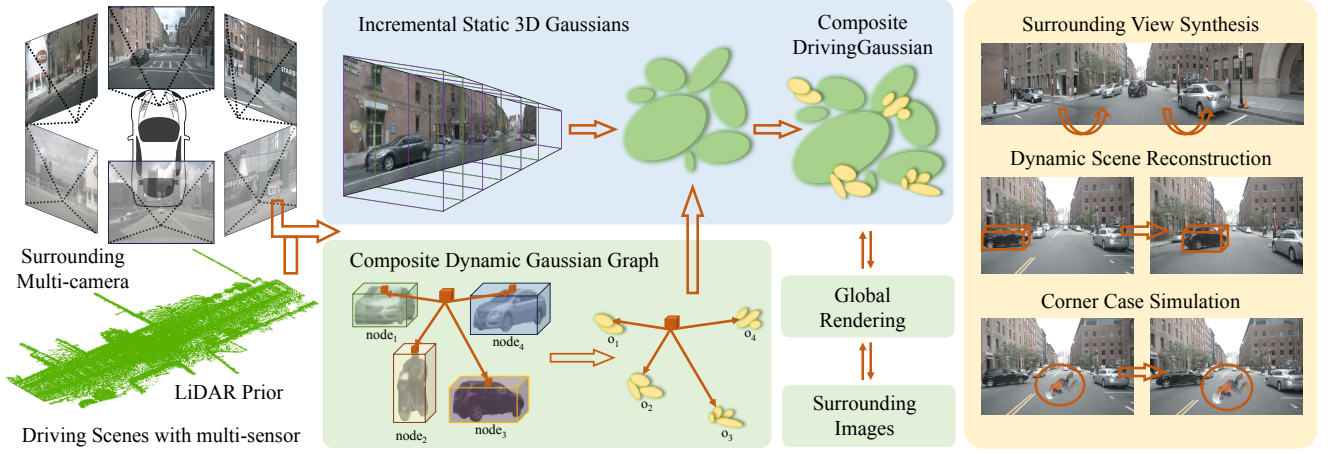 Surrounding
Multi-camera
LiDAR Prior
Driving Scenes with multi-sensor
Incremental Static 3D Gaussians
Composite
DrivingGaussian
Composite Dynamic Gaussian Graph
node1
node4
node2
node3
o1
o4
o2
o3
Global
Rendering
Surrounding
Images
Surrounding View Synthesis
Dynamic Scene Reconstruction
Corner Case Simulation